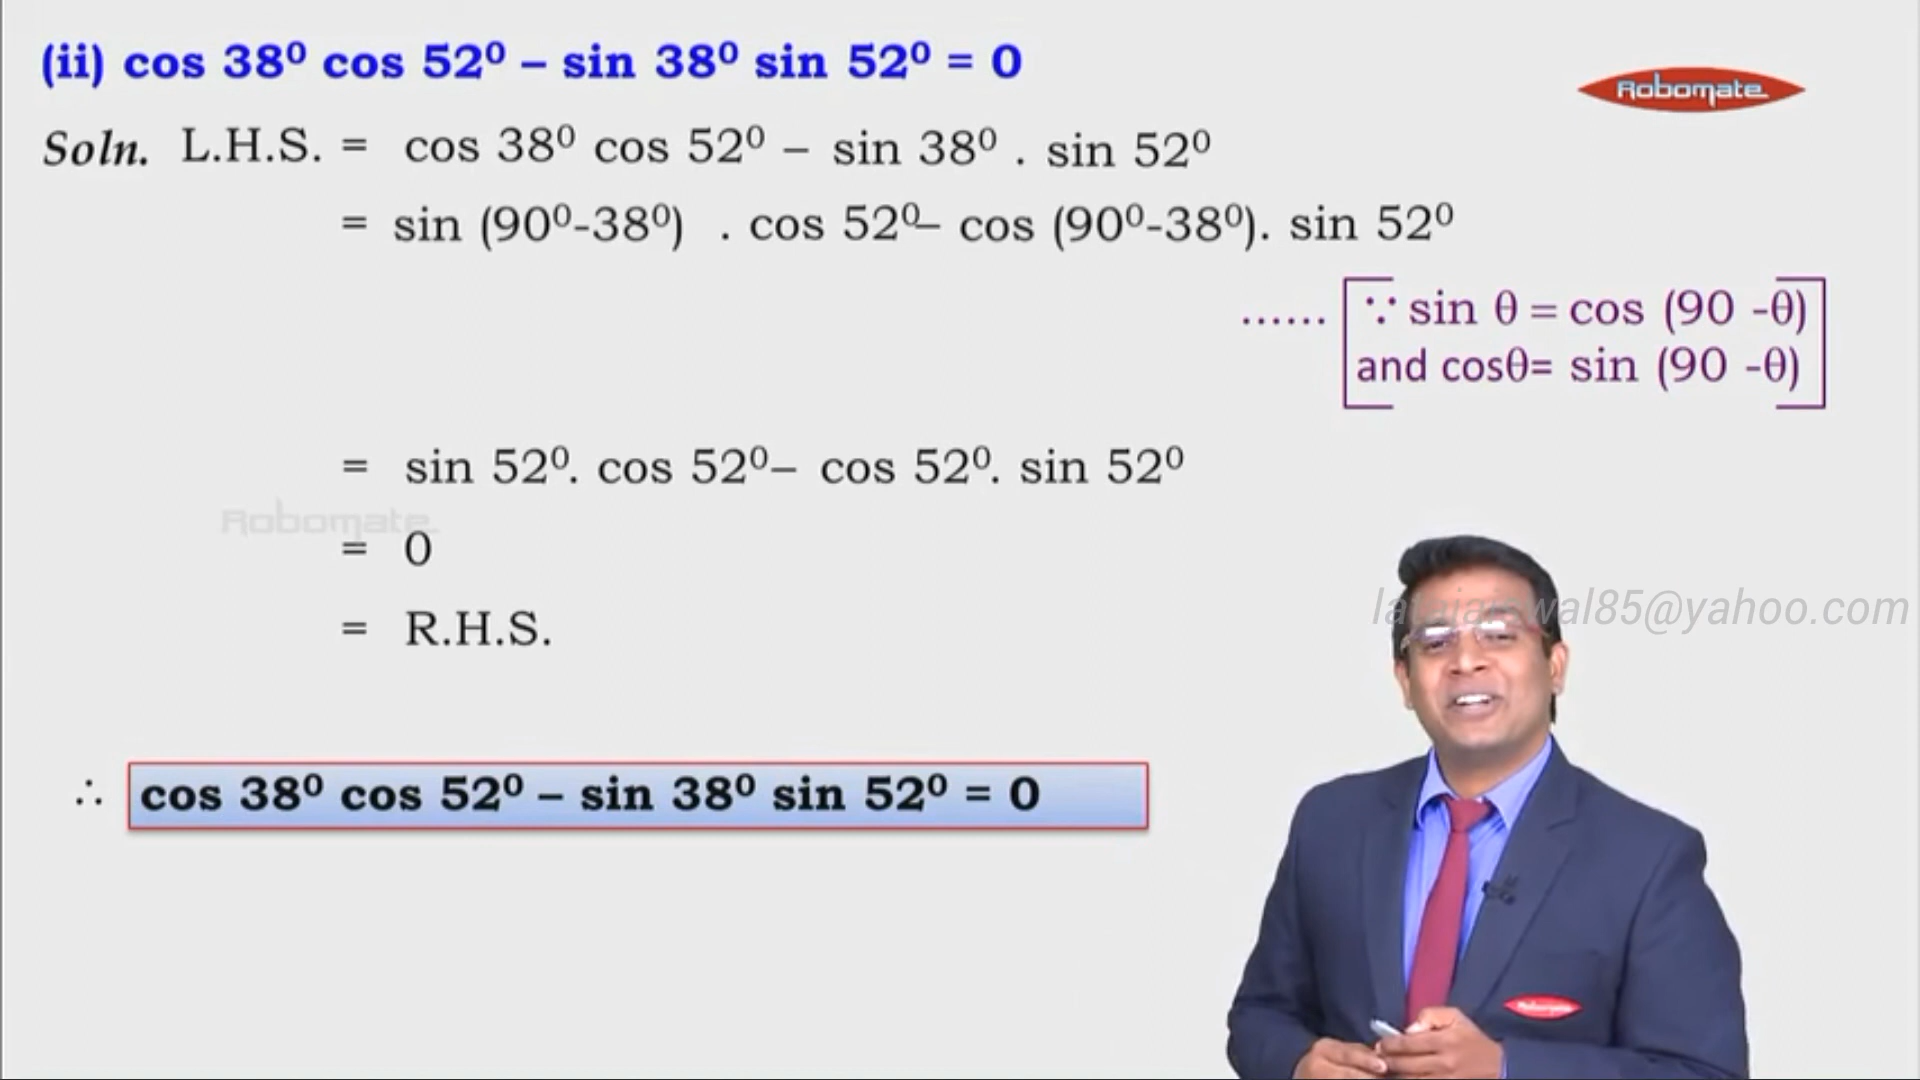 (ii) cos 38⁰ cos 52⁰ – sin 38⁰ sin 52⁰ = 0
Robomate
Soln. L.H.S. = cos 38⁰ cos 52⁰ – sin 38⁰ . sin 52⁰
= sin (90⁰-38⁰) . cos 52⁰– cos (90⁰-38⁰). sin 52⁰
...... ∵ sin θ = cos (90 -θ)
and cosθ= sin (90 -θ)
= sin 52⁰. cos 52⁰– cos 52⁰. sin 52⁰
Robomate
= 0
= R.H.S.
∴ cos 38⁰ cos 52⁰ – sin 38⁰ sin 52⁰ = 0
Robomate